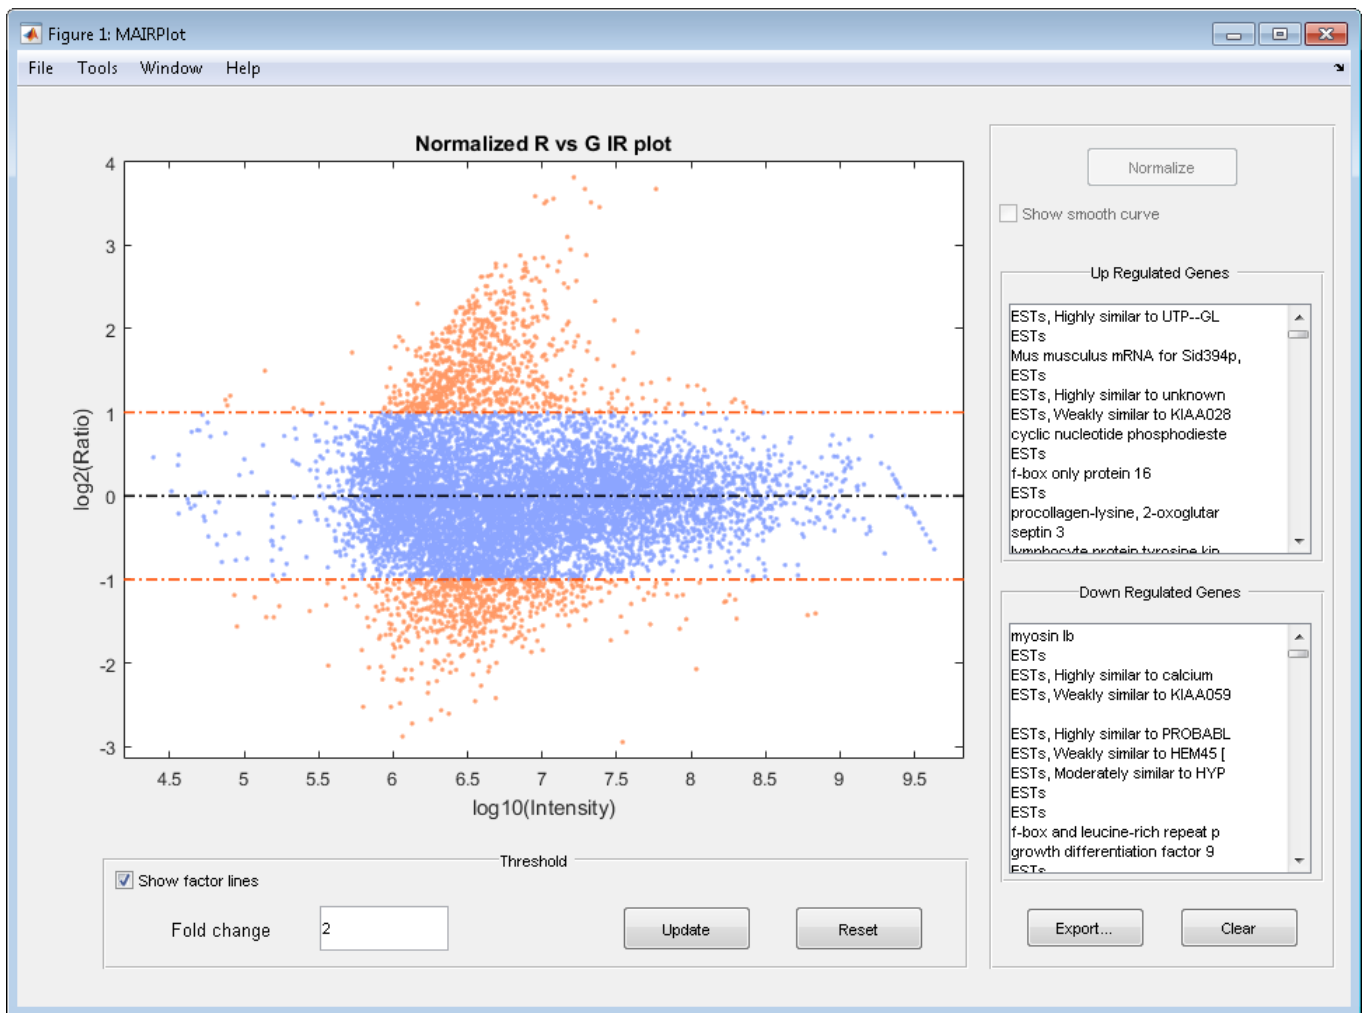 Figure 1: MAIRPlot
File Tools Window Help
Normalized R vs G IR plot
4
3
2
1
0
-1
-2
-3
log2(Ratio)
4.5 5 5.5 6 6.5 7 7.5 8 8.5 9 9.5
log10(Intensity)
Threshold
Show factor lines
Fold change 2 Update Reset
Normalize
Show smooth curve
Up Regulated Genes
ESTs, Highly similar to UTP--GL
ESTs
Mus musculus mRNA for Sid394p,
ESTs
ESTs, Highly similar to unknown
ESTs, Weakly similar to KIAA028
cyclic nucleotide phosphodieste
ESTs
f-box only protein 16
ESTs
procollagen-lysine, 2-oxoglutar
septin 3
lymphocyte protein tyrosine kin
Down Regulated Genes
myosin Ib
ESTs
ESTs, Highly similar to calcium
ESTs, Weakly similar to KIAA059
ESTs, Highly similar to PROBABL
ESTs, Weakly similar to HEM45 [
ESTs, Moderately similar to HYP
ESTs
ESTs
f-box and leucine-rich repeat p
growth differentiation factor 9
ESTs
Export... Clear